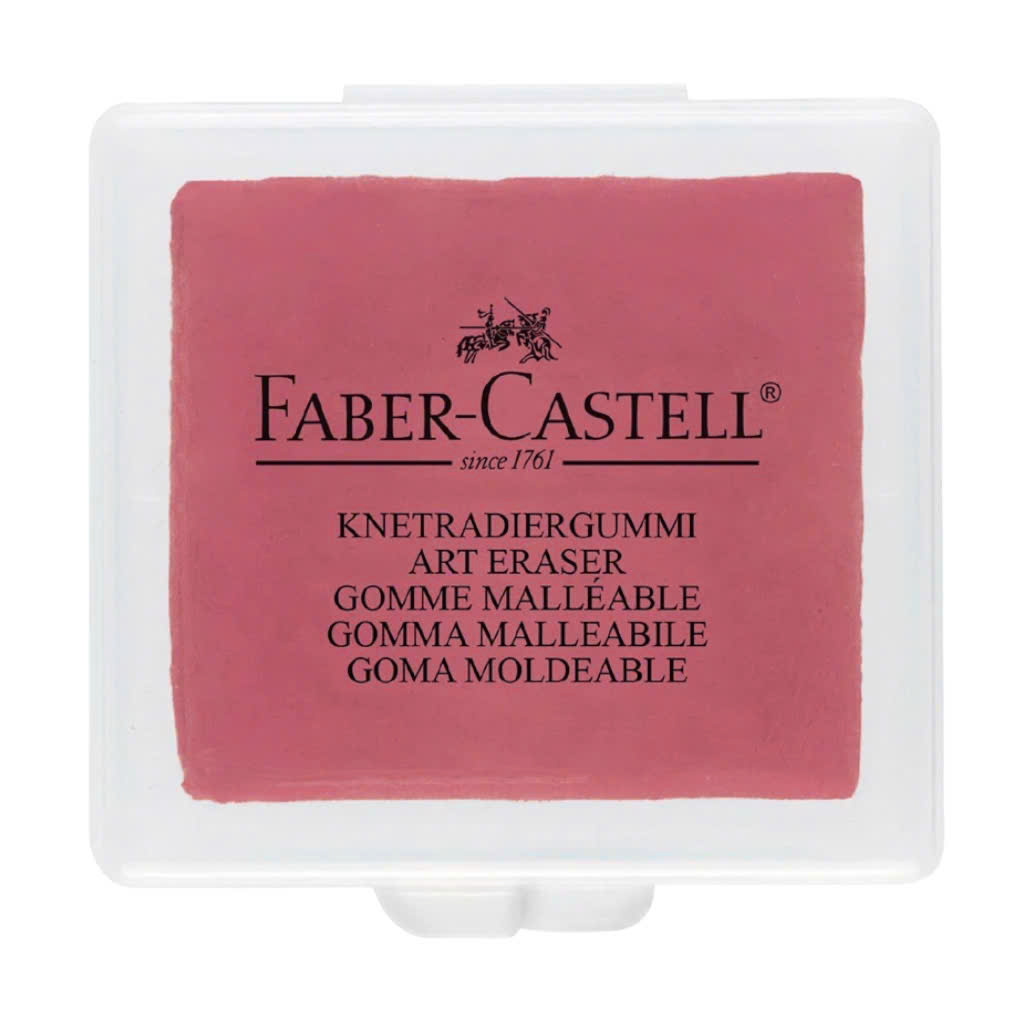 FABER-CASTELL®
since 1761
KNETRADIERGUMMI
ART ERASER
GOMME MALLÉABLE
GOMMA MALLEABILE
GOMA MOLDEABLE